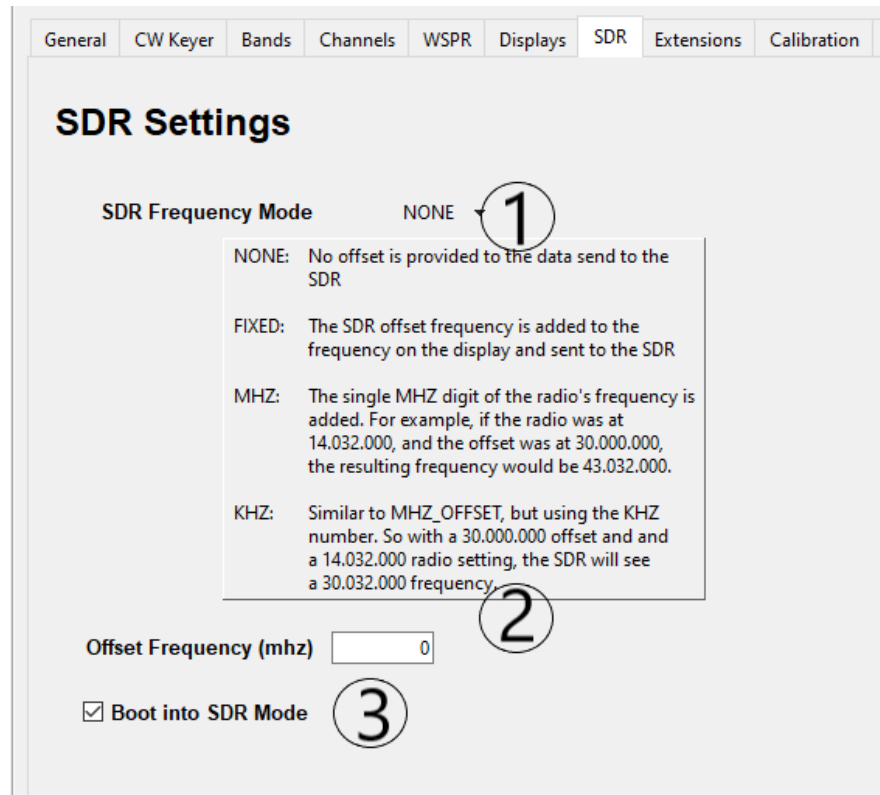 General CW Keyer Bands Channels WSPR Displays SDR Extensions Calibration
SDR Settings
SDR Frequency Mode NONE 1
NONE: No offset is provided to the data send to the
SDR
FIXED: The SDR offset frequency is added to the
frequency on the display and sent to the SDR
MHZ: The single MHZ digit of the radio's frequency is
added. For example, if the radio was at
14.032.000, and the offset was at 30.000.000,
the resulting frequency would be 43.032.000.
KHZ: Similar to MHZ_OFFSET, but using the KHZ
number. So with a 30.000.000 offset and and
a 14.032.000 radio setting, the SDR will see
a 30.032.000 frequency.
2
Offset Frequency (mhz) 0
Boot into SDR Mode 3